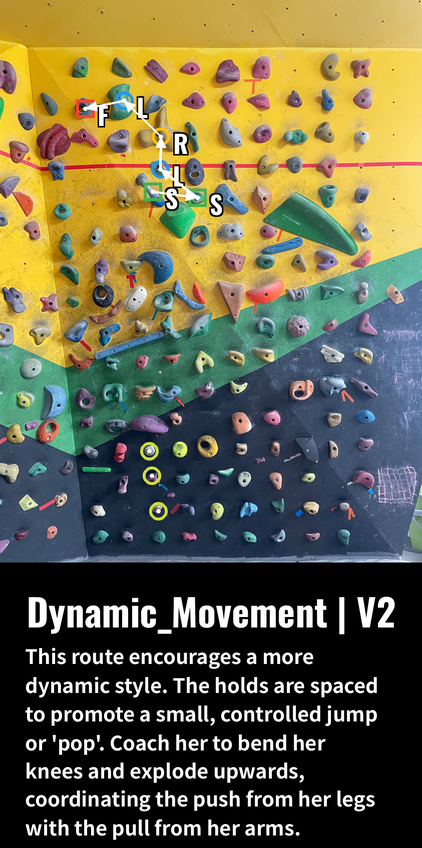 F
L
R
L
S
S
Dynamic_Movement | V2
This route encourages a more
dynamic style. The holds are spaced
to promote a small, controlled jump
or 'pop'. Coach her to bend her
knees and explode upwards,
coordinating the push from her legs
with the pull from her arms.